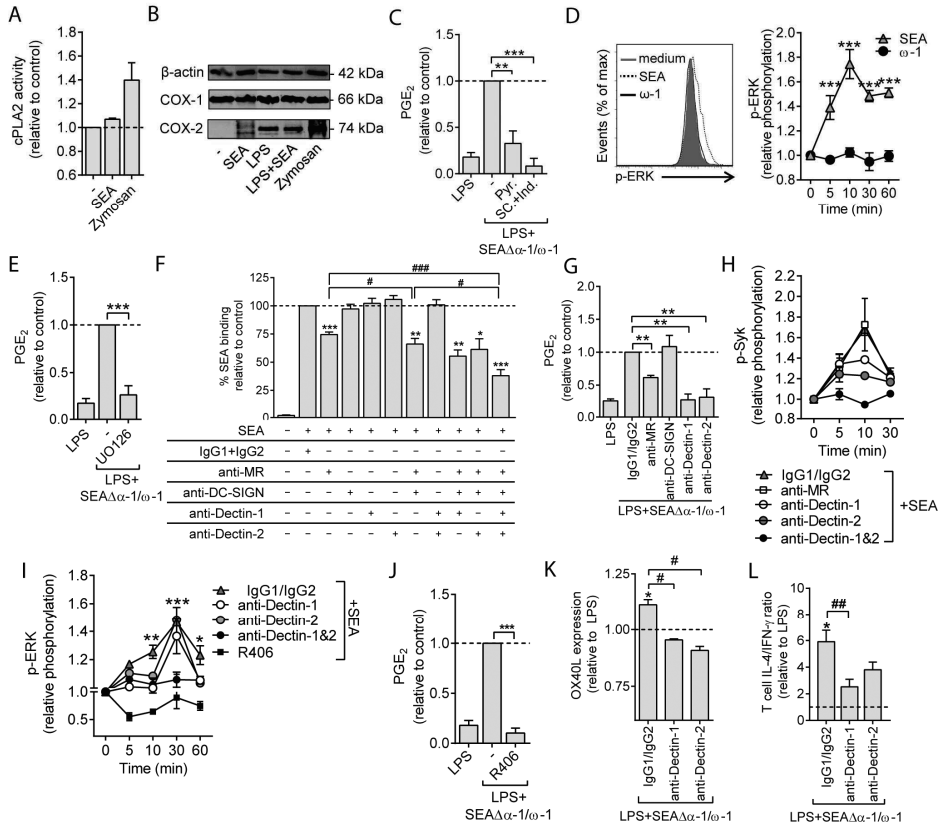 A
cPLA2 activity
(relative to control)
1.6
1.4
1.2
1.0
0.8
0.6
-
SEA
Zymosan
B
β-actin
- 42 kDa
COX-1
- 66 kDa
COX-2
- 74 kDa
-
SEA
LPS
LPS+SEA
Zymosan
C
PGE2
(relative to control)
1.5
1.0
0.5
0.0
***
**
LPS
-
Pyr.
SC.+Ind.
LPS+
SEAΔα-1/ω-1
D
Events (% of max)
medium
SEA
ω-1
p-ERK
p-ERK
(relative phosphorylation)
2.0
1.8
1.6
1.4
1.2
1.0
0.8
SEA
ω-1
***
***
***
***
0
5
10
30
60
Time (min)
E
PGE2
(relative to control)
1.5
1.0
0.5
0.0
***
LPS
-
UO126
LPS+
SEAΔα-1/ω-1
F
% SEA binding
relative to control
125
100
75
50
25
0
###
#
#
***
**
**
*
***
SEA – + + + + + + + + + +
IgG1+IgG2 – + – – – – – – – – –
anti-MR – – + – – – + – + + +
anti-DC-SIGN – – – + – – + – + + +
anti-Dectin-1 – – – – + – – + + – +
anti-Dectin-2 – – – – – + – + – + +
G
PGE2
(relative to control)
2.0
1.5
1.0
0.5
0.0
**
**
**
LPS
IgG1/IgG2
anti-MR
anti-DC-SIGN
anti-Dectin-1
anti-Dectin-2
LPS+SEAΔα-1/ω-1
H
p-Syk
(relative phosphorylation)
2.2
2.0
1.8
1.6
1.4
1.2
1.0
0.8
0
5
10
30
Time (min)
IgG1/IgG2
anti-MR
anti-Dectin-1
anti-Dectin-2
anti-Dectin-1&2
+SEA
I
p-ERK
(relative phosphorylation)
1.8
1.6
1.4
1.2
1.0
1.0
0.5
IgG1/IgG2
anti-Dectin-1
anti-Dectin-2
anti-Dectin-1&2
R406
+SEA
**
***
*
0
5
10
30
60
Time (min)
J
PGE2
(relative to control)
1.5
1.0
0.5
0.0
***
LPS
-
R406
LPS+
SEAΔα-1/ω-1
K
OX40L expression
(relative to LPS)
1.25
1.00
0.75
#
#
*
IgG1/IgG2
anti-Dectin-1
anti-Dectin-2
LPS+SEAΔα-1/ω-1
L
T cell IL-4/IFN-γ ratio
(relative to LPS)
10
8
6
4
2
0
##
*
IgG1/IgG2
anti-Dectin-1
anti-Dectin-2
LPS+SEAΔα-1/ω-1